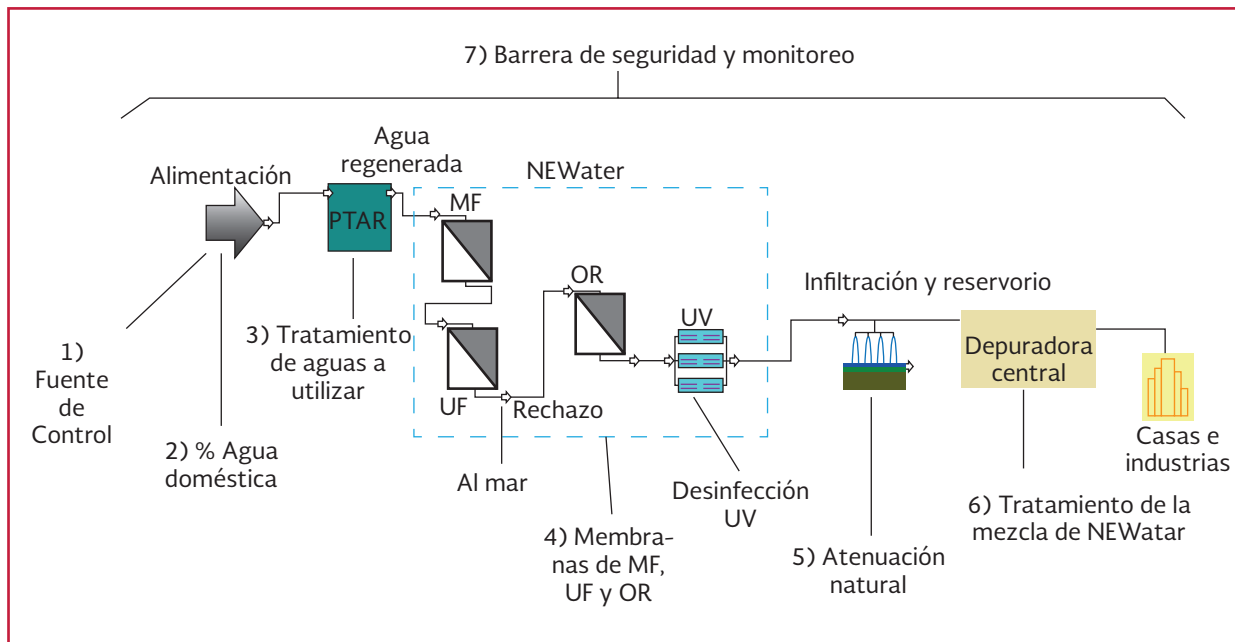 7) Barrera de seguridad y monitoreo
Agua
regenerada
NEWater
Alimentación
MF
PTAR
OR
Infiltración y reservorio
UV
1)
Fuente
de
Control
3) Tratamiento
de aguas a
utilizar
Depuradora
central
UF
Rechazo
2) % Agua
doméstica
Casas e
industrias
Al mar
Desinfección
UV
4) Membra-
nas de MF,
UF y OR
5) Atenuación
natural
6) Tratamiento de la
mezcla de NEWatar